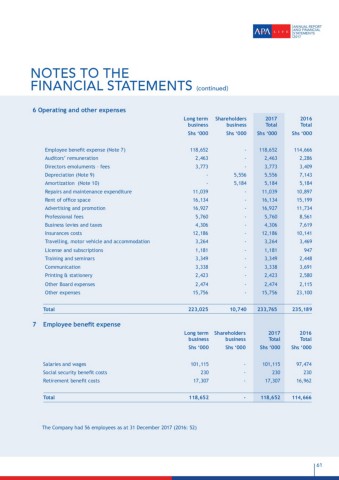 APA LIFE
ANNUAL REPORT
AND FINANCIAL
STATEMENTS
2017
NOTES TO THE
FINANCIAL STATEMENTS (continued)
6 Operating and other expenses
Long term Shareholders 2017 2016
business business Total Total
Shs ‘000 Shs ‘000 Shs ‘000 Shs ‘000
Employee benefit expense (Note 7) 118,652 - 118,652 114,666
Auditors’ remuneration 2,463 - 2,463 2,286
Directors emoluments - fees 3,773 - 3,773 3,409
Depreciation (Note 9) - 5,556 5,556 7,143
Amortization (Note 10) - 5,184 5,184 5,184
Repairs and maintenance expenditure 11,039 - 11,039 10,897
Rent of office space 16,134 - 16,134 15,199
Advertising and promotion 16,927 - 16,927 11,734
Professional fees 5,760 - 5,760 8,561
Business levies and taxes 4,306 - 4,306 7,619
Insurances costs 12,186 - 12,186 10,141
Travelling, motor vehicle and accommodation 3,264 - 3,264 3,469
License and subscriptions 1,181 - 1,181 947
Training and seminars 3,349 - 3,349 2,448
Communication 3,338 - 3,338 3,691
Printing & stationery 2,423 - 2,423 2,580
Other Board expenses 2,474 - 2,474 2,115
Other expenses 15,756 - 15,756 23,100
Total 223,025 10,740 233,765 235,189
7 Employee benefit expense
Long term Shareholders 2017 2016
business business Total Total
Shs ‘000 Shs ‘000 Shs ‘000 Shs ‘000
Salaries and wages 101,115 - 101,115 97,474
Social security benefit costs 230 - 230 230
Retirement benefit costs 17,307 - 17,307 16,962
Total 118,652 - 118,652 114,666
The Company had 56 employees as at 31 December 2017 (2016: 52)
61